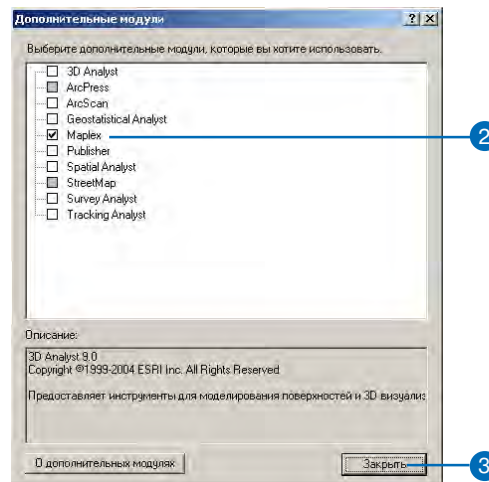 Дополнительные модули
Выберите дополнительные модули, которые вы хотите использовать.
3D Analyst
ArcPress
ArcScan
Geostatistical Analyst
Maplex
2
Publisher
Spatial Analyst
StreetMap
Survey Analyst
Tracking Analyst
Описание:
3D Analyst 9.0
Copyright ©1999-2004 ESRI Inc. All Rights Reserved
Предоставляет инструменты для моделирования поверхностей и 3D визуализ
О дополнительных модулях
Закрыть
3